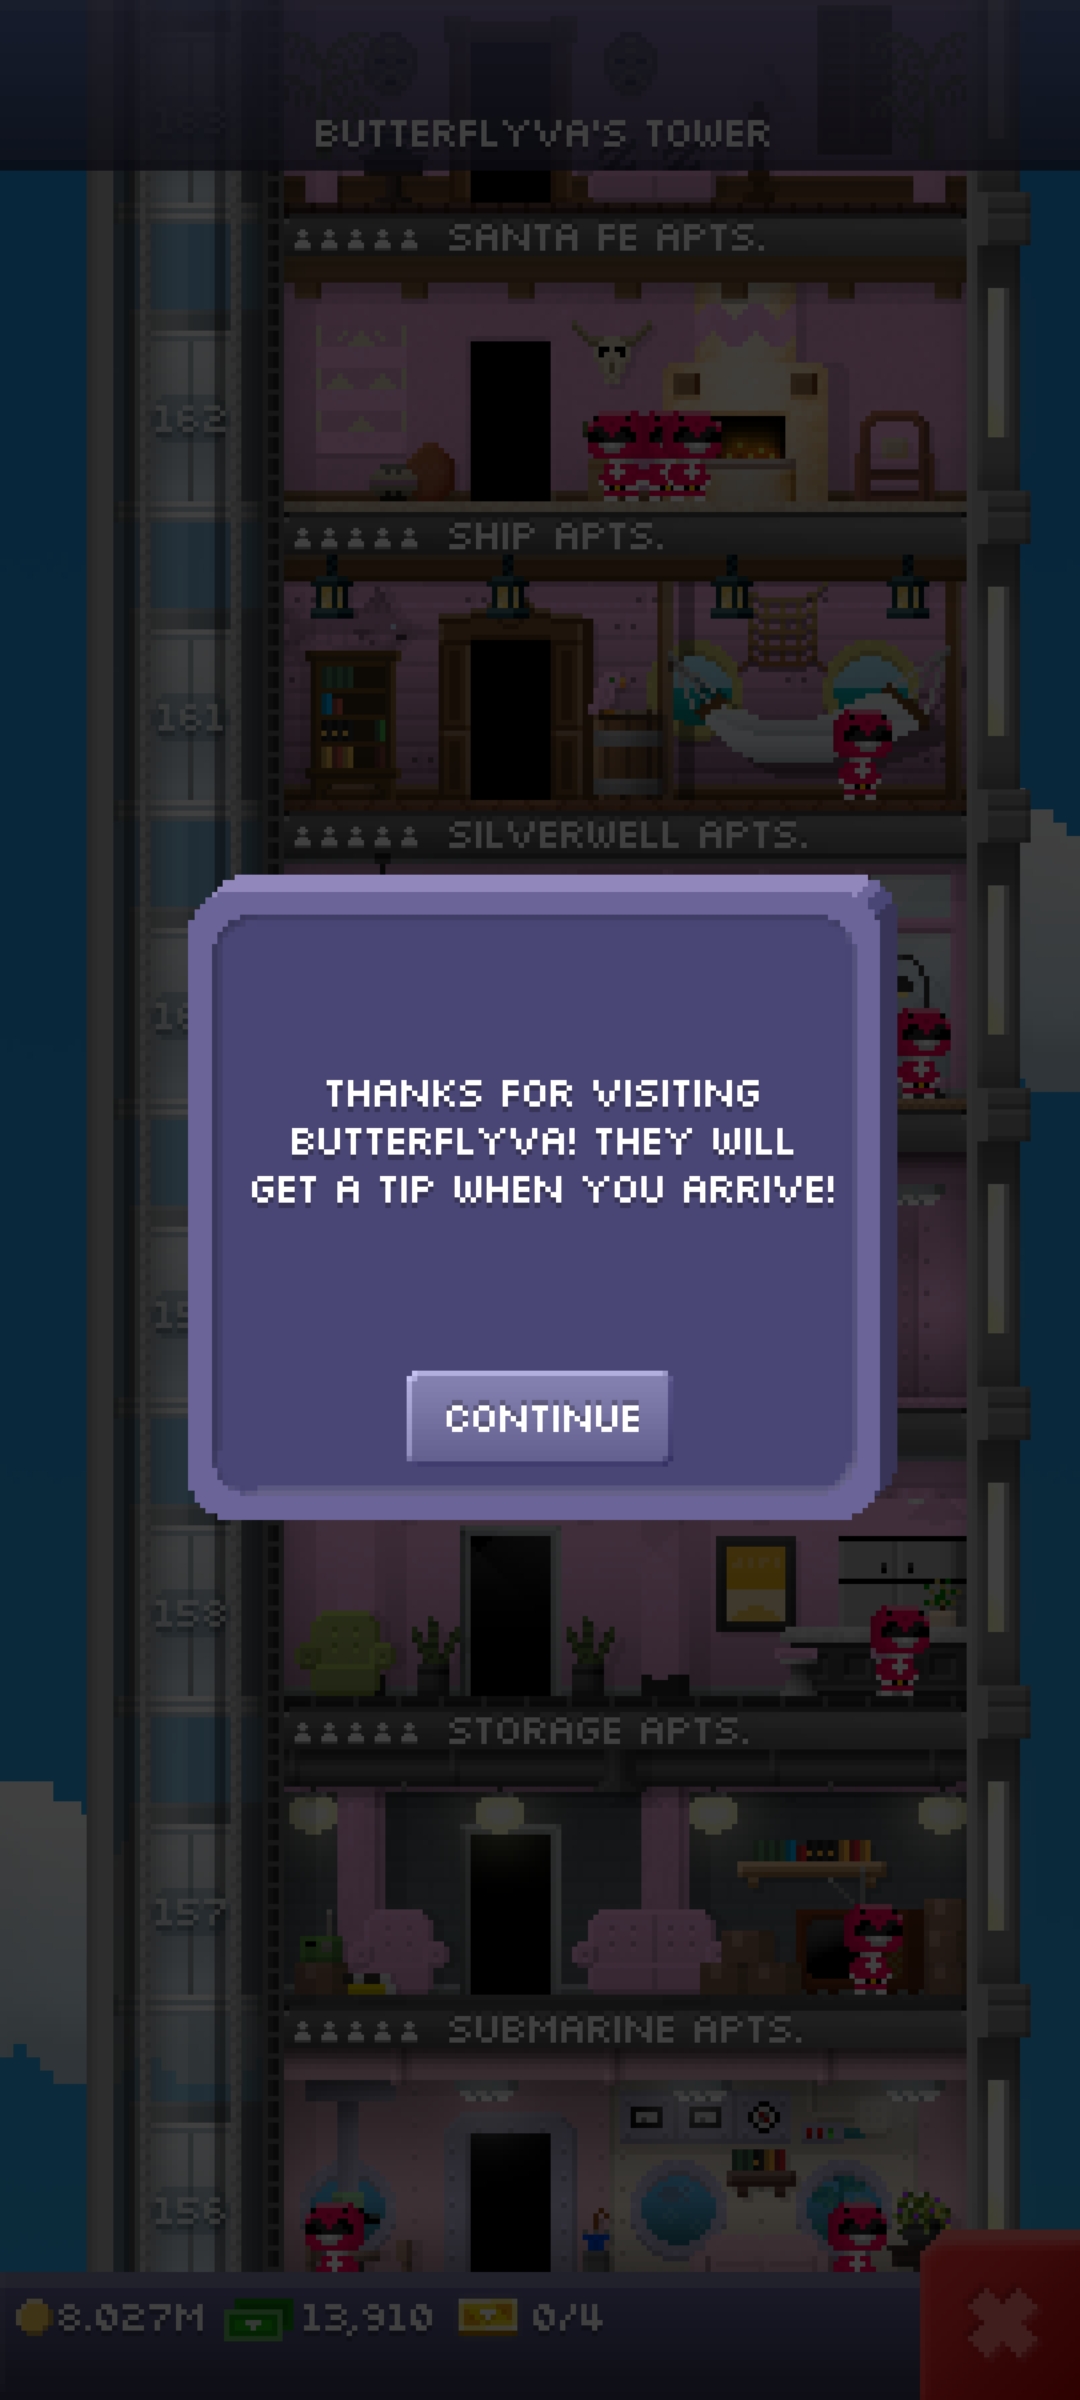 BUTTERFLYVA'S TOWER
SANTA FE APTS.
162
SHIP APTS.
161
SILVERWELL APTS.
THANKS FOR VISITING
BUTTERFLYVA! THEY WILL
GET A TIP WHEN YOU ARRIVE!
CONTINUE
158
STORAGE APTS.
157
SUBMARINE APTS.
156
8.027M 13,910 0/4